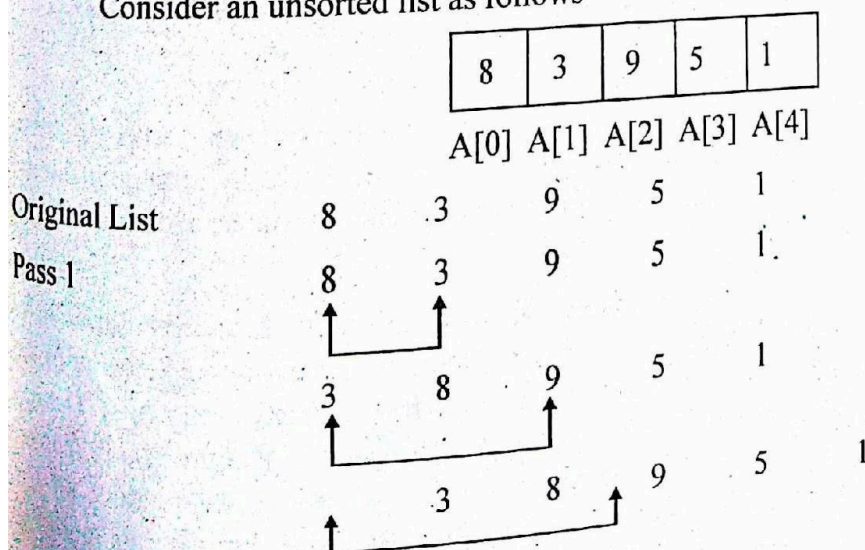 Consider an unsorted list as follows
8 3 9 5 1
A[0] A[1] A[2] A[3] A[4]
Original List 8 3 9 5 1
Pass 1 8 3 9 5 1
3 8 9 5 1
3 8 9 5 1